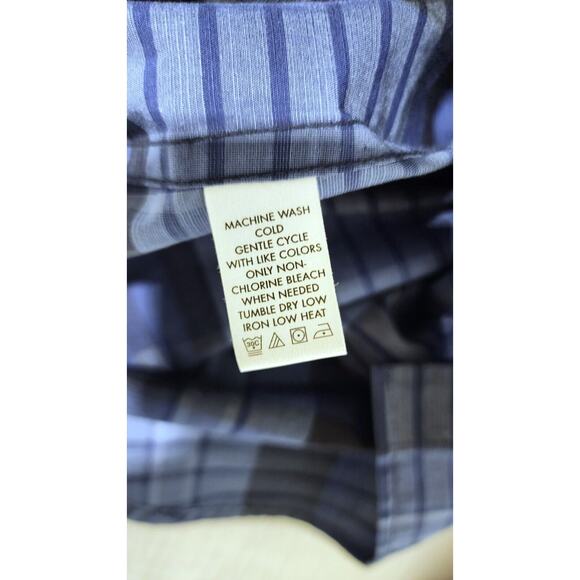 MACHINE WASH
COLD
GENTLE CYCLE
WITH LIKE COLORS
ONLY NON-
CHLORINE BLEACH
WHEN NEEDED
TUMBLE DRY LOW
IRON LOW HEAT
30C